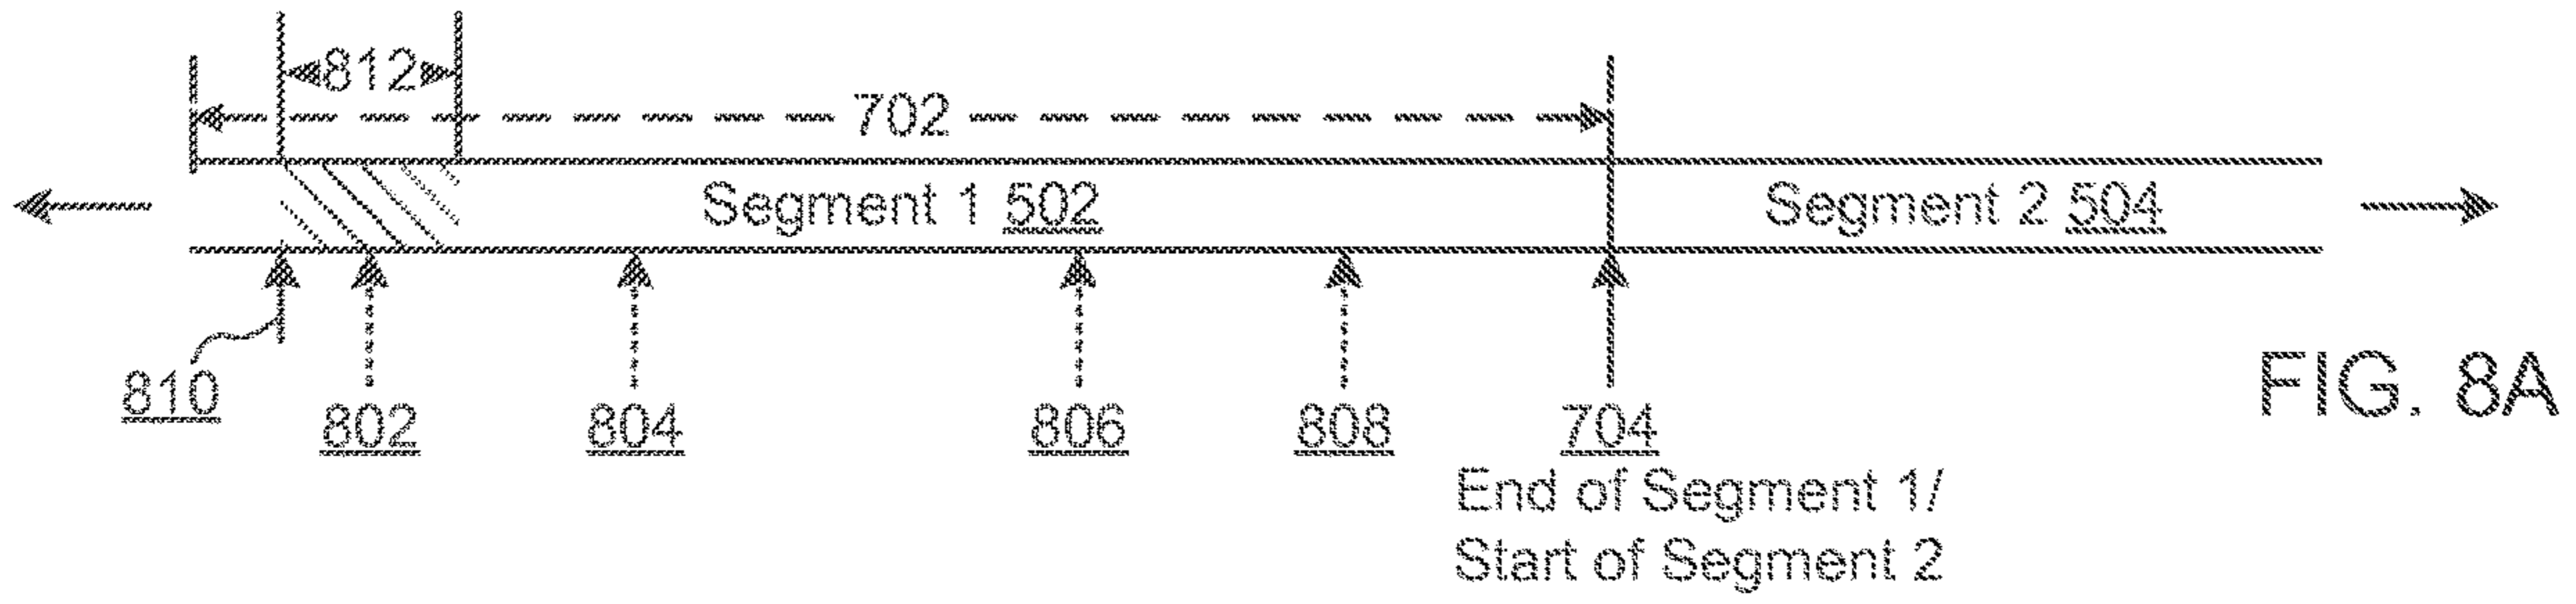 812
702
Segment 1 502
Segment 2 504
810
802
804
806
808
704
End of Segment 1/
Start of Segment 2
FIG. 8A